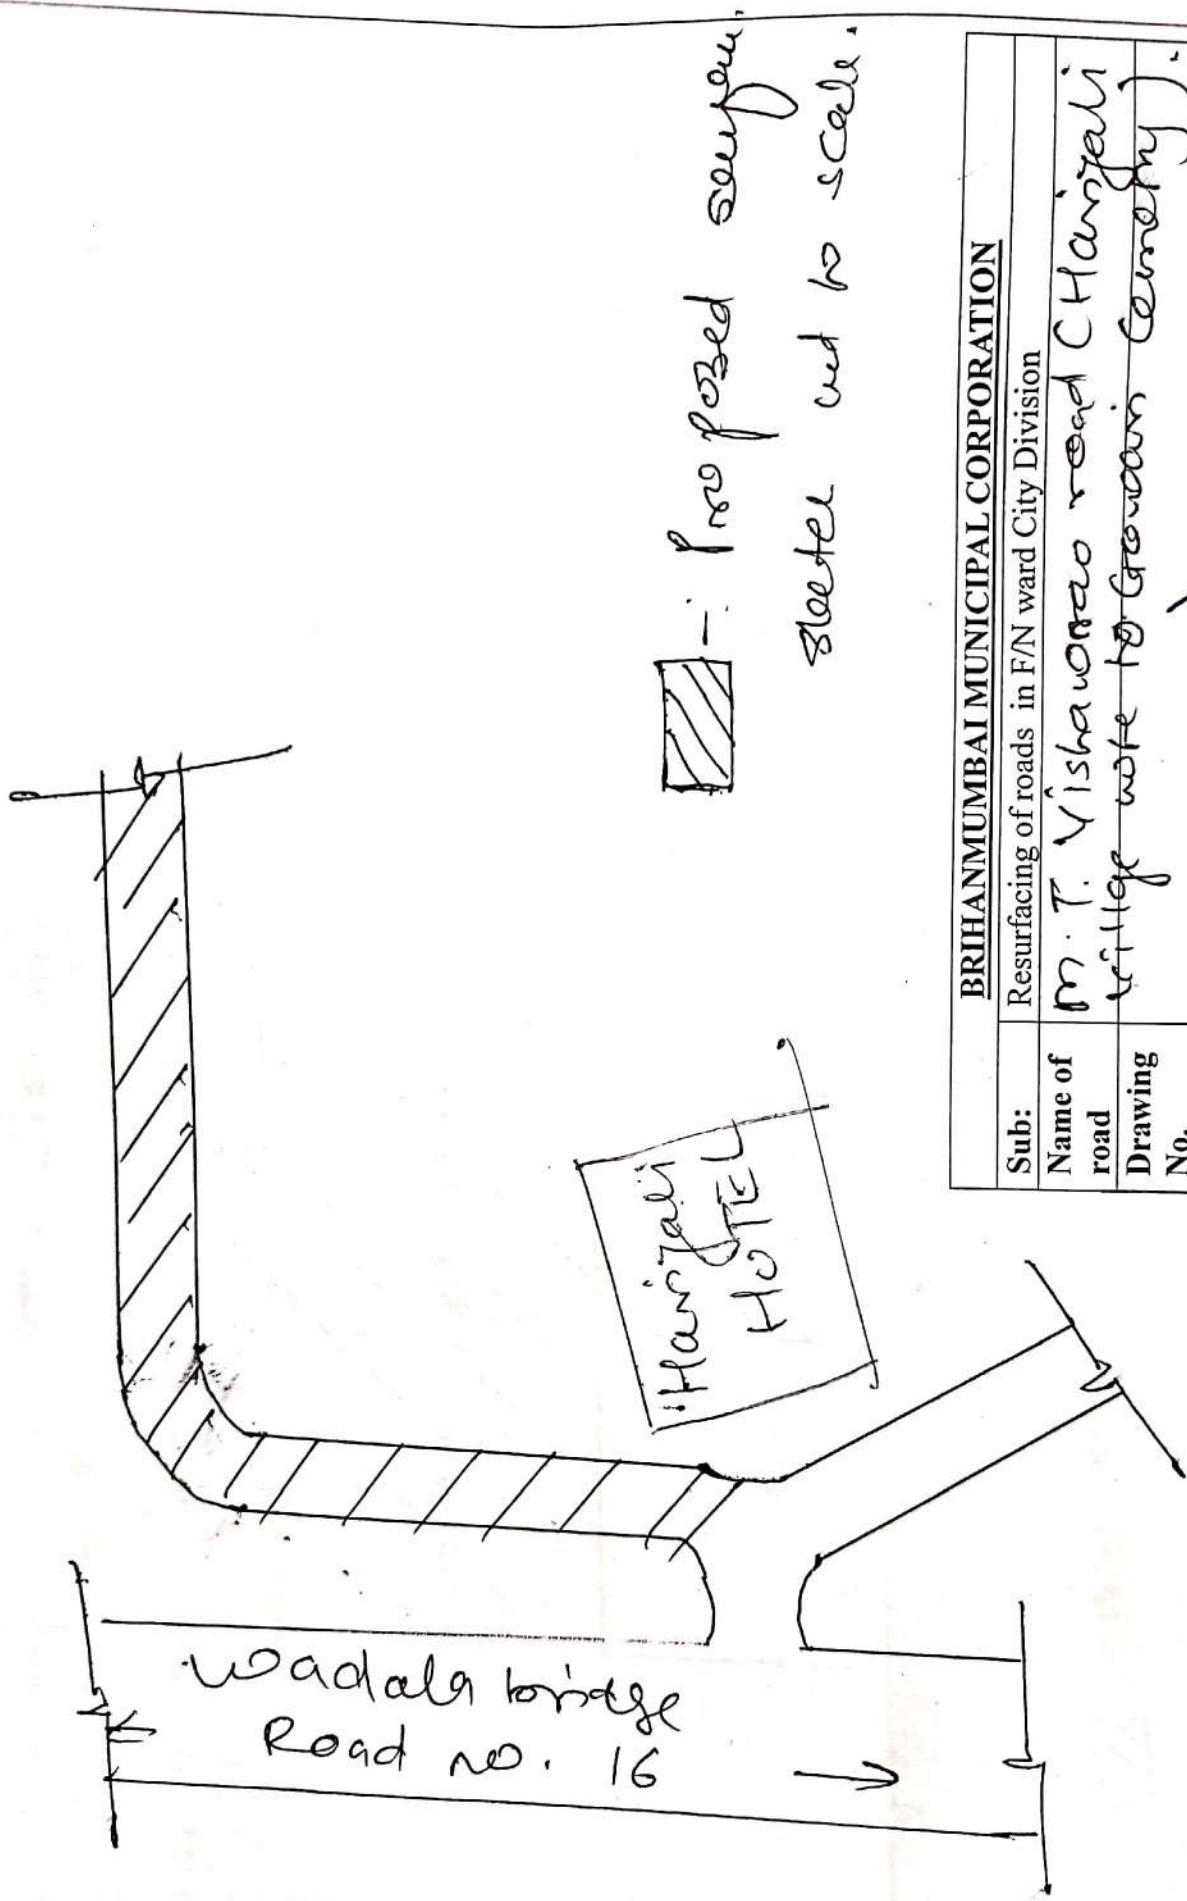 Wadala bridge
Road no. 16
Hanjali
HOTEL
-: Proposed
Sketch not to scale.
BRIHANMUMBAI MUNICIPAL CORPORATION
Sub: Resurfacing of roads in F/N ward City Division
Name of road M. T. road
Drawing No.